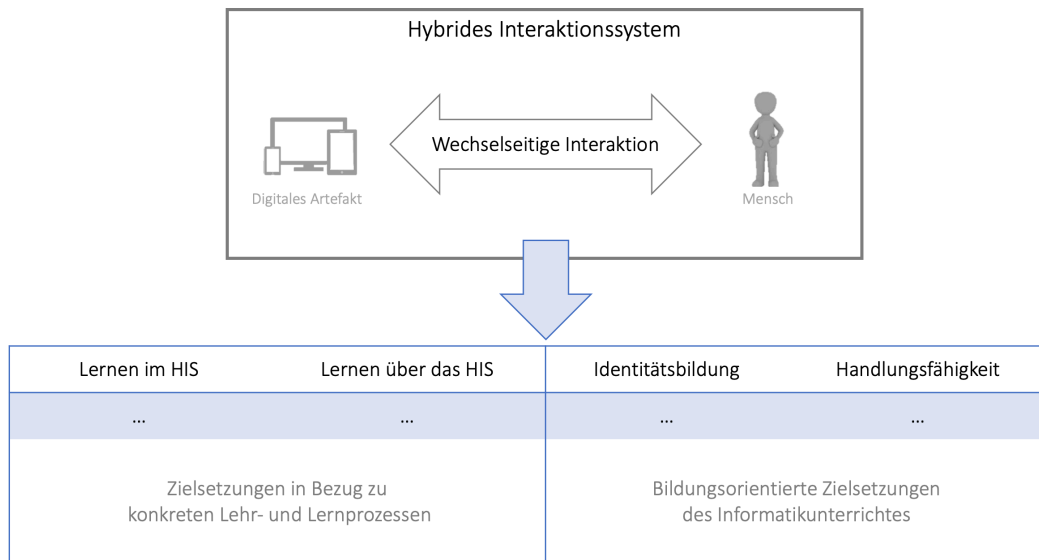 Hybrides Interaktionssystem
Wechselseitige Interaktion
Digitales Artefakt
Mensch
Lernen im HIS
Lernen über das HIS
Identitätsbildung
Handlungsfähigkeit
...
...
...
...
Zielsetzungen in Bezug zu
konkreten Lehr- und Lernprozessen
Bildungsorientierte Zielsetzungen
des Informatikunterrichtes